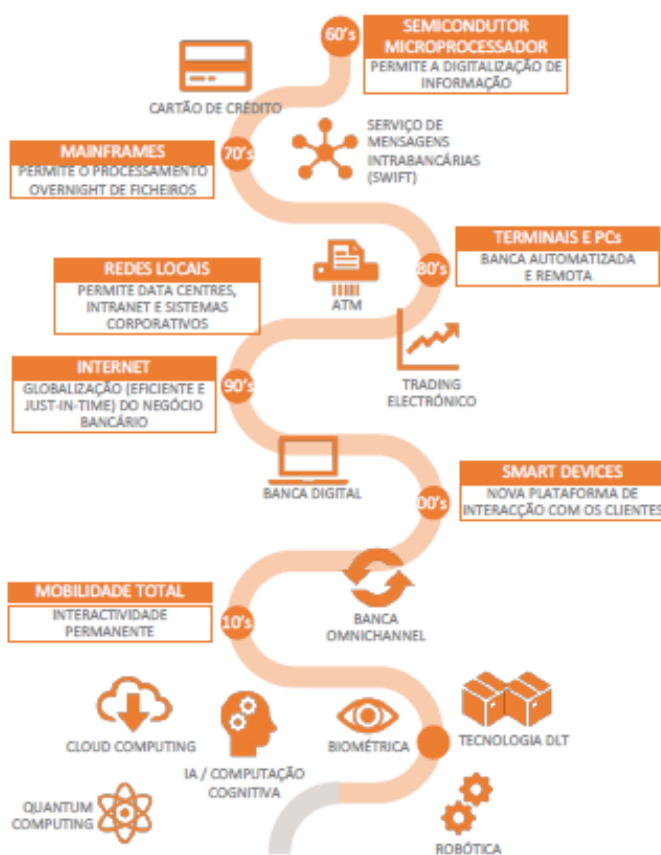 60's
SEMICONDUTOR
MICROPROCESSADOR
PERMITE A DIGITALIZAÇÃO DE
INFORMAÇÃO
CARTÃO DE CRÉDITO
MAINFRAMES
PERMITE O PROCESSAMENTO
OVERNIGHT DE FICHEIROS
70's
SERVIÇO DE
MENSAGENS
INTRABANCÁRIAS
(SWIFT)
TERMINAIS E PCs
BANCA AUTOMATIZADA
E REMOTA
80's
REDES LOCAIS
PERMITE DATA CENTRES,
INTRANET E SISTEMAS
CORPORATIVOS
ATM
INTERNET
GLOBALIZAÇÃO (EFICIENTE E
JUST-IN-TIME) DO NEGÓCIO
BANCÁRIO
90's
TRADING
ELECTRÓNICO
BANCA DIGITAL
SMART DEVICES
NOVA PLATAFORMA DE
INTERACÇÃO COM OS CLIENTES
00's
MOBILIDADE TOTAL
INTERACTIVIDADE
PERMANENTE
10's
BANCA
OMNICHANNEL
CLOUD COMPUTING
IA / COMPUTAÇÃO
COGNITIVA
BIOMÉTRICA
TECNOLOGIA DLT
QUANTUM
COMPUTING
ROBÓTICA